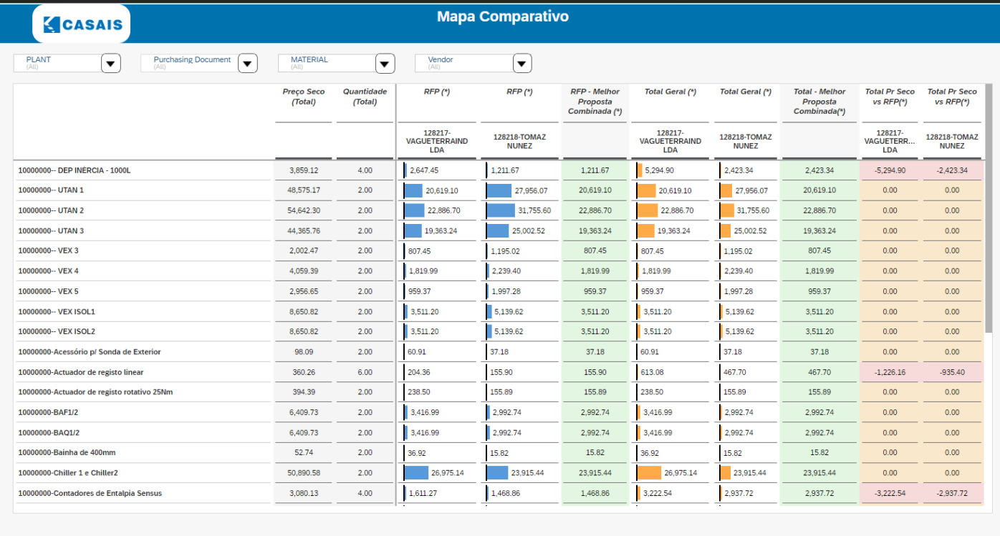 CASAIS
Mapa Comparativo
PLANT
(All)
Purchasing Document
(All)
MATERIAL
(All)
Vendor
(All)
Preço Seco (Total) Quantidade (Total) RFP (*) RFP (*) RFP - Melhor Proposta Combinada (*) Total Geral (*) Total Geral (*) Total - Melhor Proposta Combinada(*) Total Pr Seco vs RFP(*) Total Pr Seco vs RFP(*)
128217-VAGUETERRAIND LDA 128218-TOMAZ NUNEZ 128217-VAGUETERRAIND LDA 128218-TOMAZ NUNEZ 128217-VAGUETERR... LDA 128218-TOMAZ NUNEZ
10000000-- DEP INÉRCIA - 1000L 3,859.12 4.00 2,647.45 1,211.67 1,211.67 5,294.90 2,423.34 2,423.34 -5,294.90 -2,423.34
10000000-- UTAN 1 48,575.17 2.00 20,619.10 27,956.07 20,619.10 20,619.10 27,956.07 20,619.10 0.00 0.00
10000000-- UTAN 2 54,642.30 2.00 22,886.70 31,755.60 22,886.70 22,886.70 31,755.60 22,886.70 0.00 0.00
10000000-- UTAN 3 44,365.76 2.00 19,363.24 25,002.52 19,363.24 19,363.24 25,002.52 19,363.24 0.00 0.00
10000000-- VEX 3 2,002.47 2.00 807.45 1,195.02 807.45 807.45 1,195.02 807.45 0.00 0.00
10000000-- VEX 4 4,059.39 2.00 1,819.99 2,239.40 1,819.99 1,819.99 2,239.40 1,819.99 0.00 0.00
10000000-- VEX 5 2,956.65 2.00 959.37 1,997.28 959.37 959.37 1,997.28 959.37 0.00 0.00
10000000-- VEX ISOL1 8,650.82 2.00 3,511.20 5,139.62 3,511.20 3,511.20 5,139.62 3,511.20 0.00 0.00
10000000-- VEX ISOL2 8,650.82 2.00 3,511.20 5,139.62 3,511.20 3,511.20 5,139.62 3,511.20 0.00 0.00
10000000-Acessório p/ Sonda de Exterior 98.09 2.00 60.91 37.18 37.18 60.91 37.18 37.18 0.00 0.00
10000000-Actuador de registo linear 360.26 6.00 204.36 155.90 155.90 613.08 467.70 467.70 -1,226.16 -935.40
10000000-Actuador de registo rotativo 25Nm 394.39 2.00 238.50 155.89 155.89 238.50 155.89 155.89 0.00 0.00
10000000-BAF1/2 6,409.73 2.00 3,416.99 2,992.74 2,992.74 3,416.99 2,992.74 2,992.74 0.00 0.00
10000000-BAQ1/2 6,409.73 2.00 3,416.99 2,992.74 2,992.74 3,416.99 2,992.74 2,992.74 0.00 0.00
10000000-Bainha de 400mm 52.74 2.00 36.92 15.82 15.82 36.92 15.82 15.82 0.00 0.00
10000000-Chiller 1 e Chiller2 50,890.58 2.00 26,975.14 23,915.44 23,915.44 26,975.14 23,915.44 23,915.44 0.00 0.00
10000000-Contadores de Entalpia Sensus 3,080.13 4.00 1,611.27 1,468.86 1,468.86 3,222.54 2,937.72 2,937.72 -3,222.54 -2,937.72